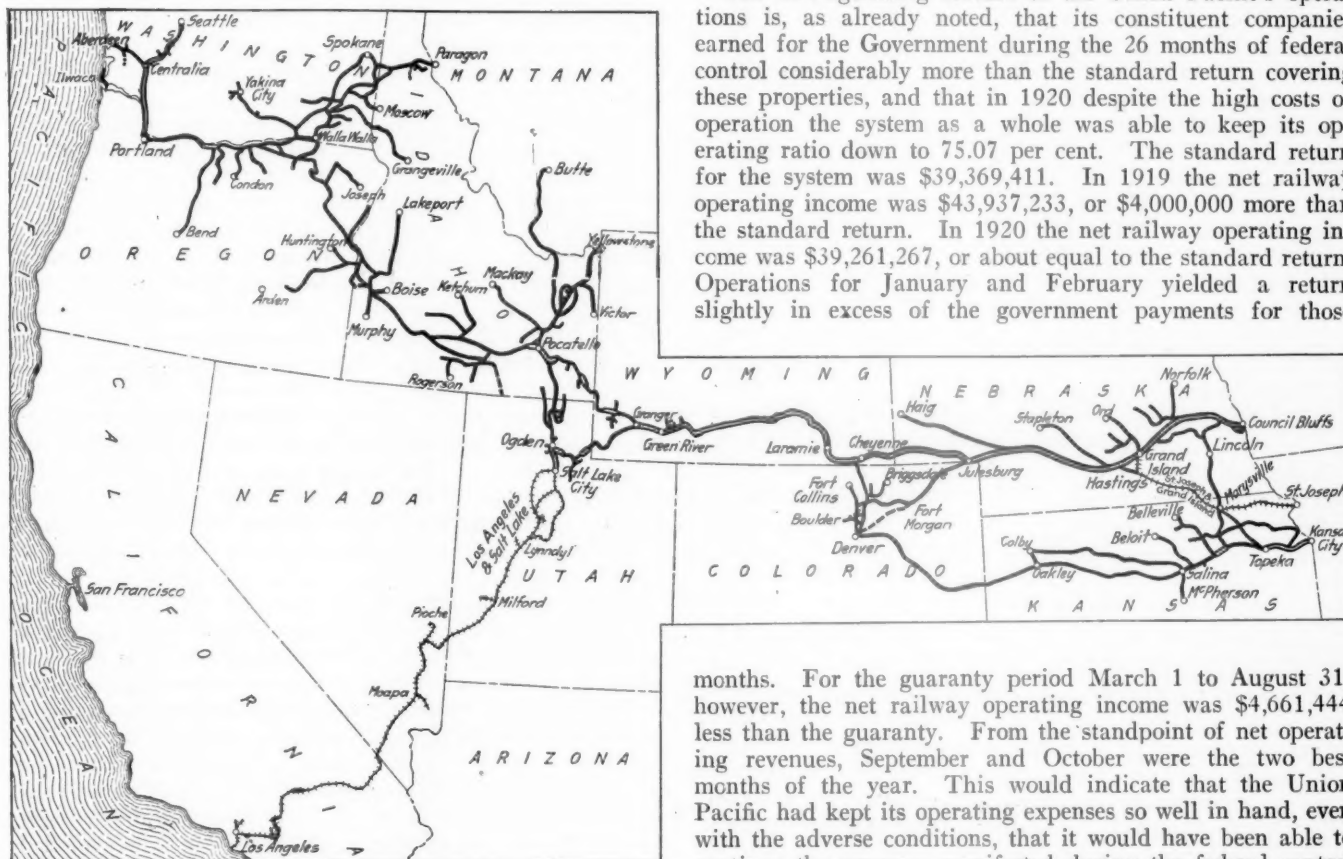 tions is, as already noted, that its constituent companie
earned for the Government during the 26 months of federa
control considerably more than the standard return covering
these properties, and that in 1920 despite the high costs o
operation the system as a whole was able to keep its op
erating ratio down to 75.07 per cent. The standard return
for the system was $39,369,411. In 1919 the net railway
operating income was $43,937,233, or $4,000,000 more than
the standard return. In 1920 the net railway operating in
come was $39,261,267, or about equal to the standard return
Operations for January and February yielded a return
slightly in excess of the government payments for thos
PACIFIC
OCEAN
WASHINGTON
Seattle
Aberdeen
Ilwaco
Centralia
Yakina City
Spokane
Paragon
MONTANA
Moscow
Walla Walla
Portland
Condon
Grangeville
Joseph
Lakeport
Butte
Bend
OREGON
Huntington
Yellowstone
IDAHO
Mackay
Ketchum
Arden
Boise
Victor
Murphy
Pocatello
Rogerson
WYOMING
NEBRASKA
Norfolk
Haig
Stapleton
Ord
Granger
Green River
Council Bluffs
Laramie
Cheyenne
Julesburg
Lincoln
Ogden
Salt Lake City
Grand Island
Hastings
Briggsdale
Fort Collins
Fort Morgan
Boulder
Denver
St Joseph & Grand Island
Marysville
St. Joseph
Belleville
Beloit
Kansa
City
Colby
Oakley
Topeka
Salina
McPherson
KANSAS
COLORADO
CALIFORNIA
NEVADA
Los Angeles & Salt Lake
Lynndyl
UTAH
Milford
San Francisco
Pioche
Moapa
ARIZONA
Los Angeles
months. For the guaranty period March 1 to August 31
however, the net railway operating income was $4,661,444
less than the guaranty. From the standpoint of net operat
ing revenues, September and October were the two bes
months of the year. This would indicate that the Union
Pacific had kept its operating expenses so well in hand, ever
with the adverse conditions, that it would have been able to